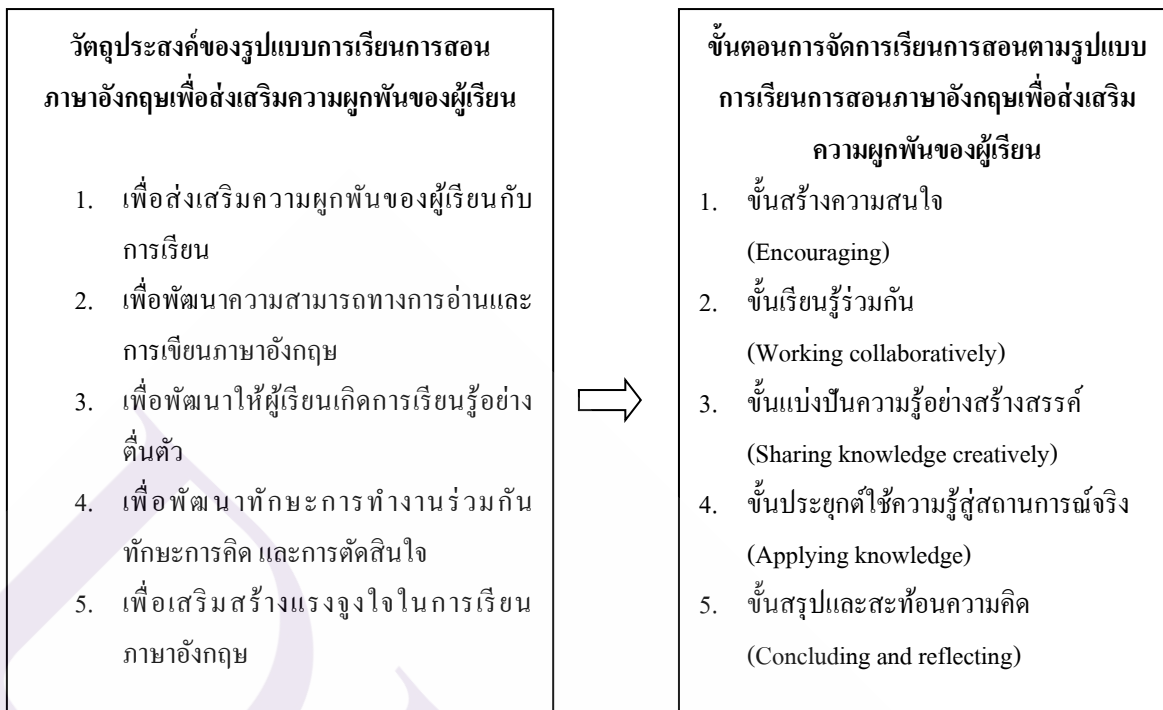 วัตถุประสงค์ของรูปแบบการเรียนการสอน
ภาษาอังกฤษเพื่อส่งเสริมความผูกพันของผู้เรียน
1. เพื่อส่งเสริมความผูกพันของผู้เรียนกับ
การเรียน
2. เพื่อพัฒนาความสามารถทางการอ่านและ
การเขียนภาษาอังกฤษ
3. เพื่อพัฒนาให้ผู้เรียนเกิดการเรียนรู้อย่าง
ตื่นตัว
4. เพื่อพัฒนาทักษะการทำงานร่วมกัน
ทักษะการคิด และการตัดสินใจ
5. เพื่อเสริมสร้างแรงจูงใจในการเรียน
ภาษาอังกฤษ
ขั้นตอนการจัดการเรียนการสอนตามรูปแบบ
การเรียนการสอนภาษาอังกฤษเพื่อส่งเสริม
ความผูกพันของผู้เรียน
1. ขั้นสร้างความสนใจ
(Encouraging)
2. ขั้นเรียนรู้ร่วมกัน
(Working collaboratively)
3. ขั้นแบ่งปันความรู้อย่างสร้างสรรค์
(Sharing knowledge creatively)
4. ขั้นประยุกต์ใช้ความรู้สู่สถานการณ์จริง
(Applying knowledge)
5. ขั้นสรุปและสะท้อนความคิด
(Concluding and reflecting)